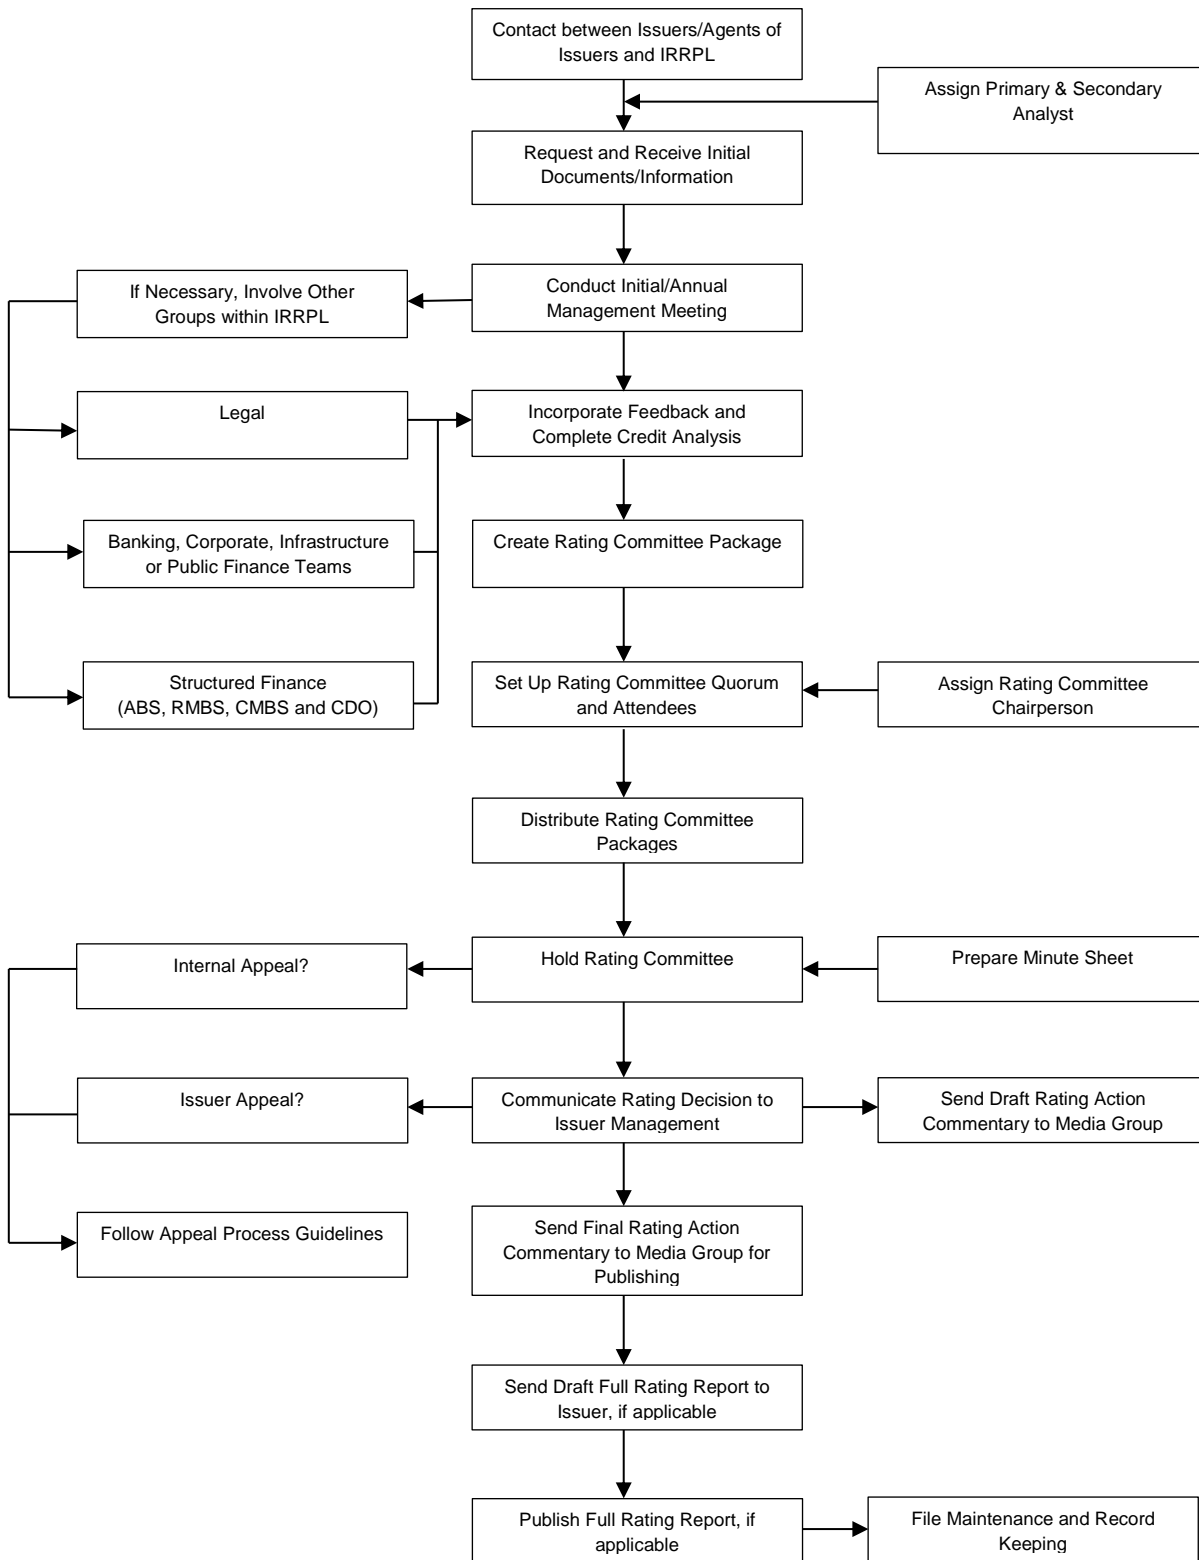 Contact between Issuers/Agents of
Issuers and IRRPL
Assign Primary & Secondary
Analyst
Request and Receive Initial
Documents/Information
If Necessary, Involve Other
Groups within IRRPL
Conduct Initial/Annual
Management Meeting
Legal
Incorporate Feedback and
Complete Credit Analysis
Banking, Corporate, Infrastructure
or Public Finance Teams
Create Rating Committee Package
Structured Finance
(ABS, RMBS, CMBS and CDO)
Set Up Rating Committee Quorum
and Attendees
Assign Rating Committee
Chairperson
Distribute Rating Committee
Packages
Internal Appeal?
Hold Rating Committee
Prepare Minute Sheet
Issuer Appeal?
Communicate Rating Decision to
Issuer Management
Send Draft Rating Action
Commentary to Media Group
Follow Appeal Process Guidelines
Send Final Rating Action
Commentary to Media Group for
Publishing
Send Draft Full Rating Report to
Issuer, if applicable
Publish Full Rating Report, if
applicable
File Maintenance and Record
Keeping